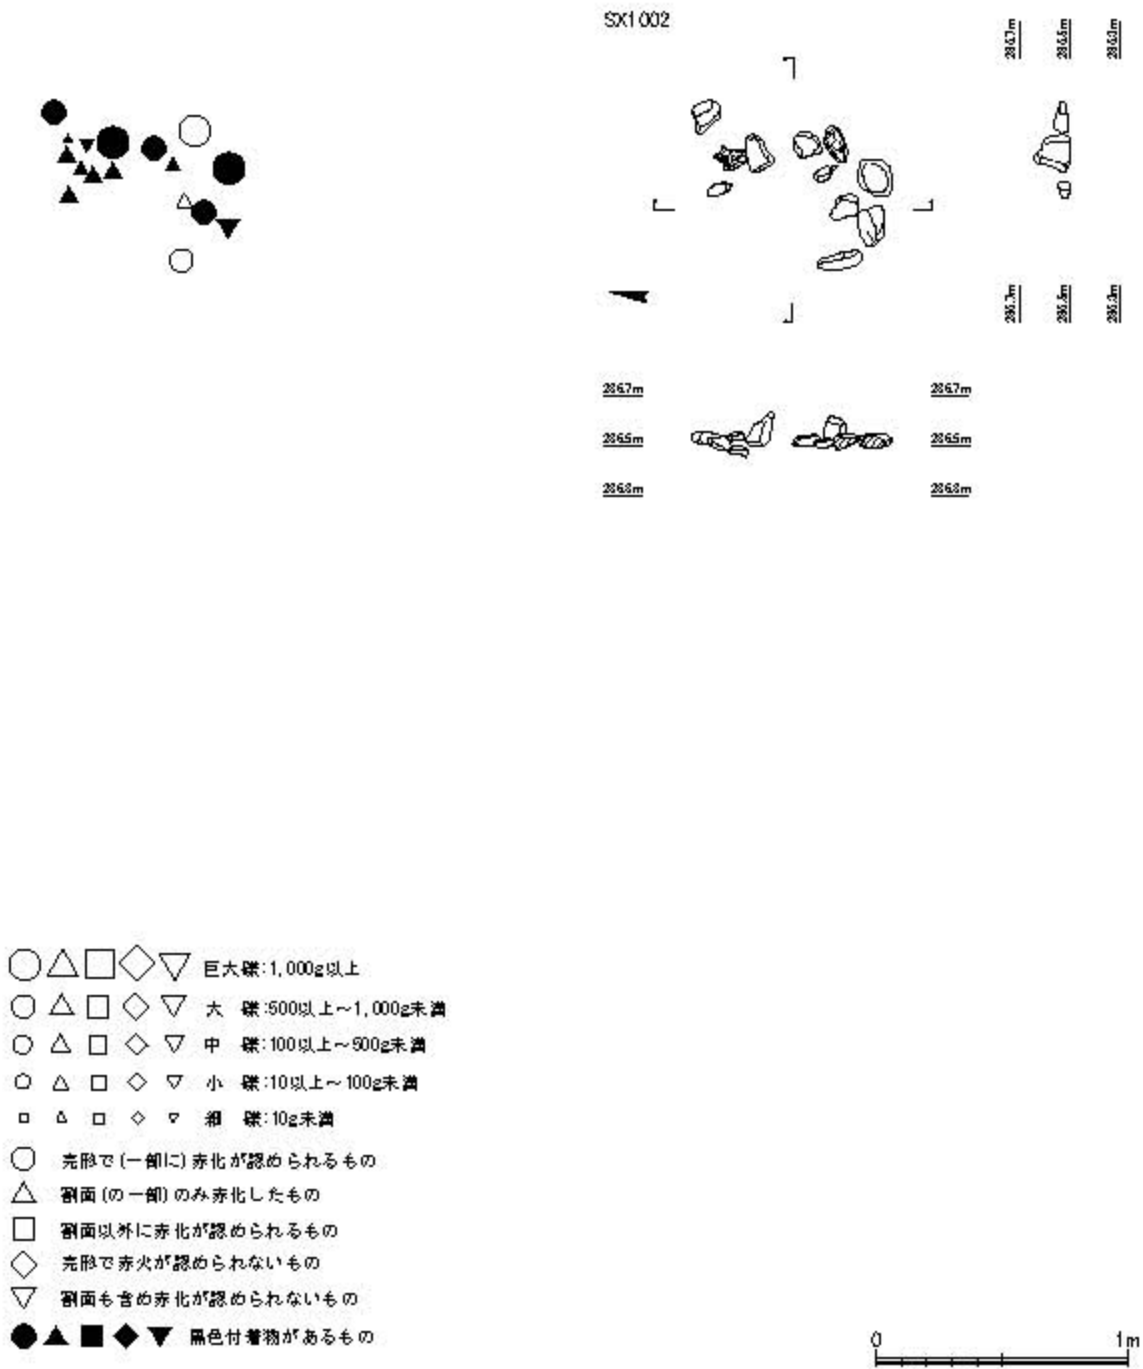 SX1002
286.7m
286.5m
286.3m
286.7m
286.5m
286.3m
286.7m 286.7m
286.5m 286.5m
286.3m 286.3m
巨大礫:1,000g以上
大 礫:500以上～1,000g未満
中 礫:100以上～500g未満
小 礫:10以上～100g未満
細 礫:10g未満
完形で(一部に)赤化が認められるもの
割面(の一部)のみ赤化したもの
割面以外に赤化が認められるもの
完形で赤火が認められないもの
割面も含め赤化が認められないもの
黒色付着物があるもの
0 1m